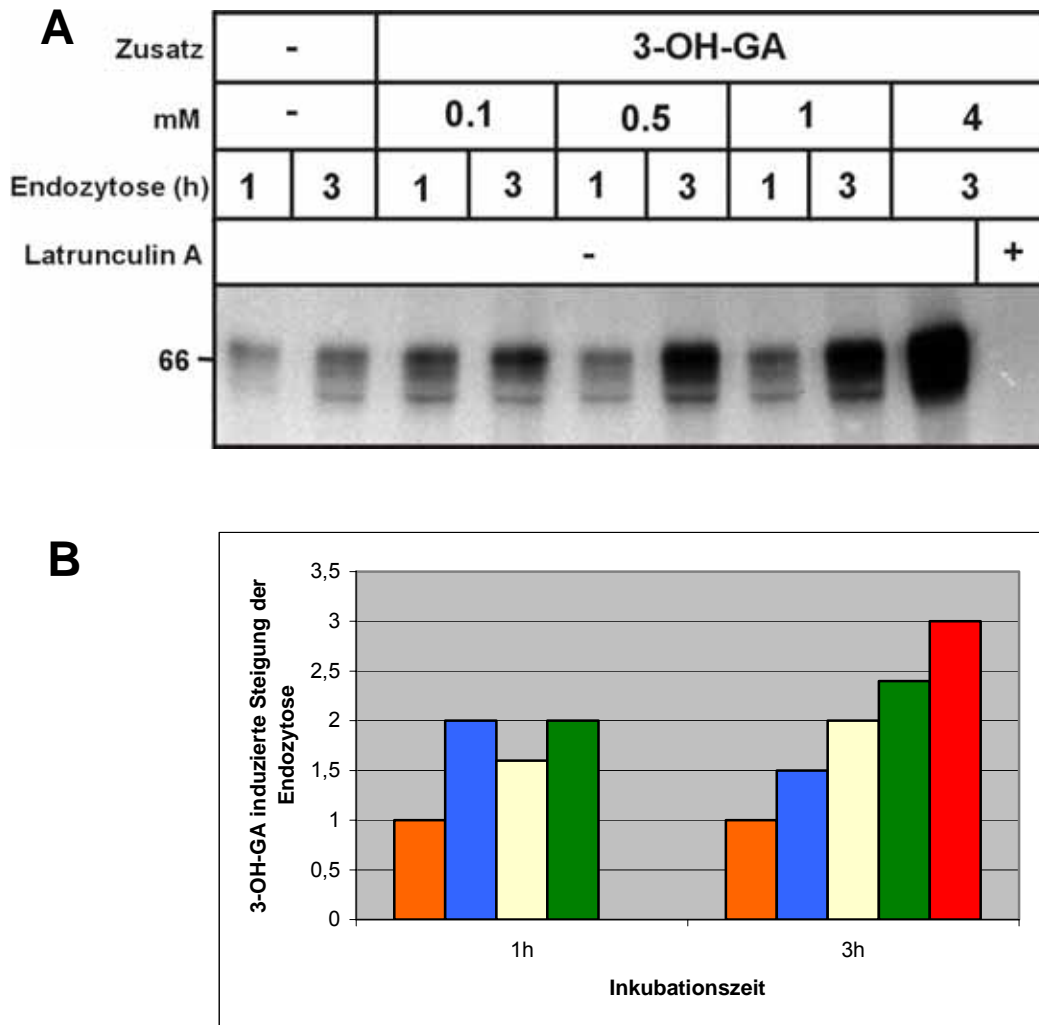 A
Zusatz - 3-OH-GA
mM - 0.1 0.5 1 4
Endozytose (h) 1 3 1 3 1 3 1 3 3
Latrunculin A - +
66
B
3-OH-GA induzierte Steigung der
Endozytose
3,5
3
2,5
2
1,5
1
0,5
0
1h 3h
Inkubationszeit